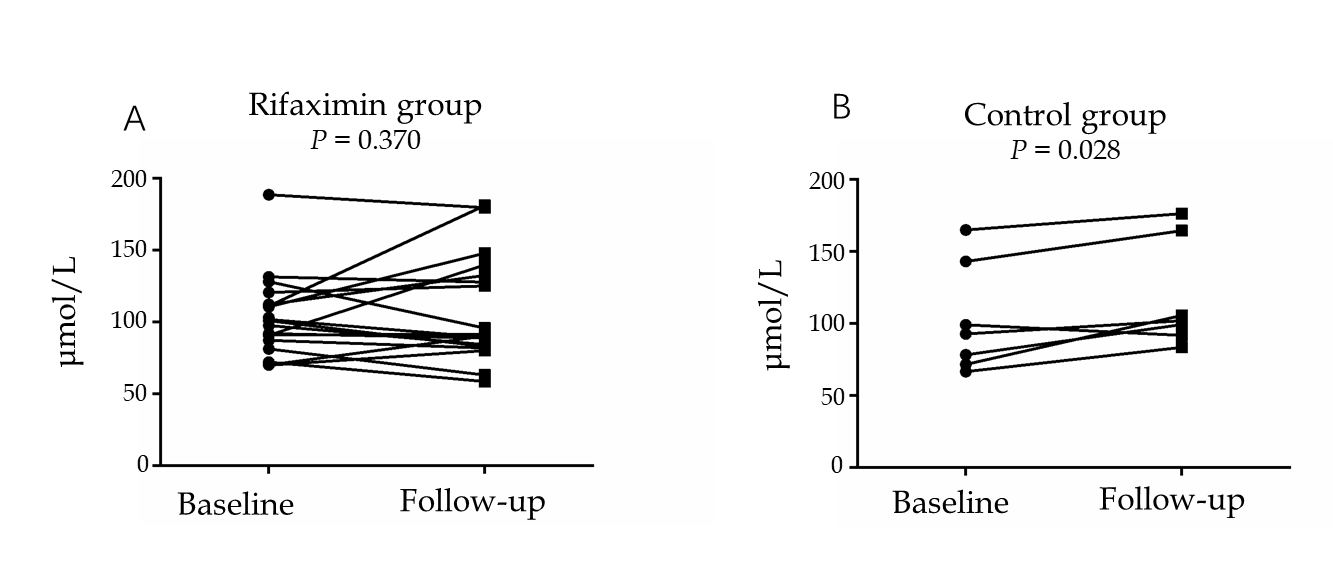 A
Rifaximin group
P = 0.370
200
150
100
50
0
µmol/L
Baseline
Follow-up
B
Control group
P = 0.028
200
150
100
50
0
µmol/L
Baseline
Follow-up